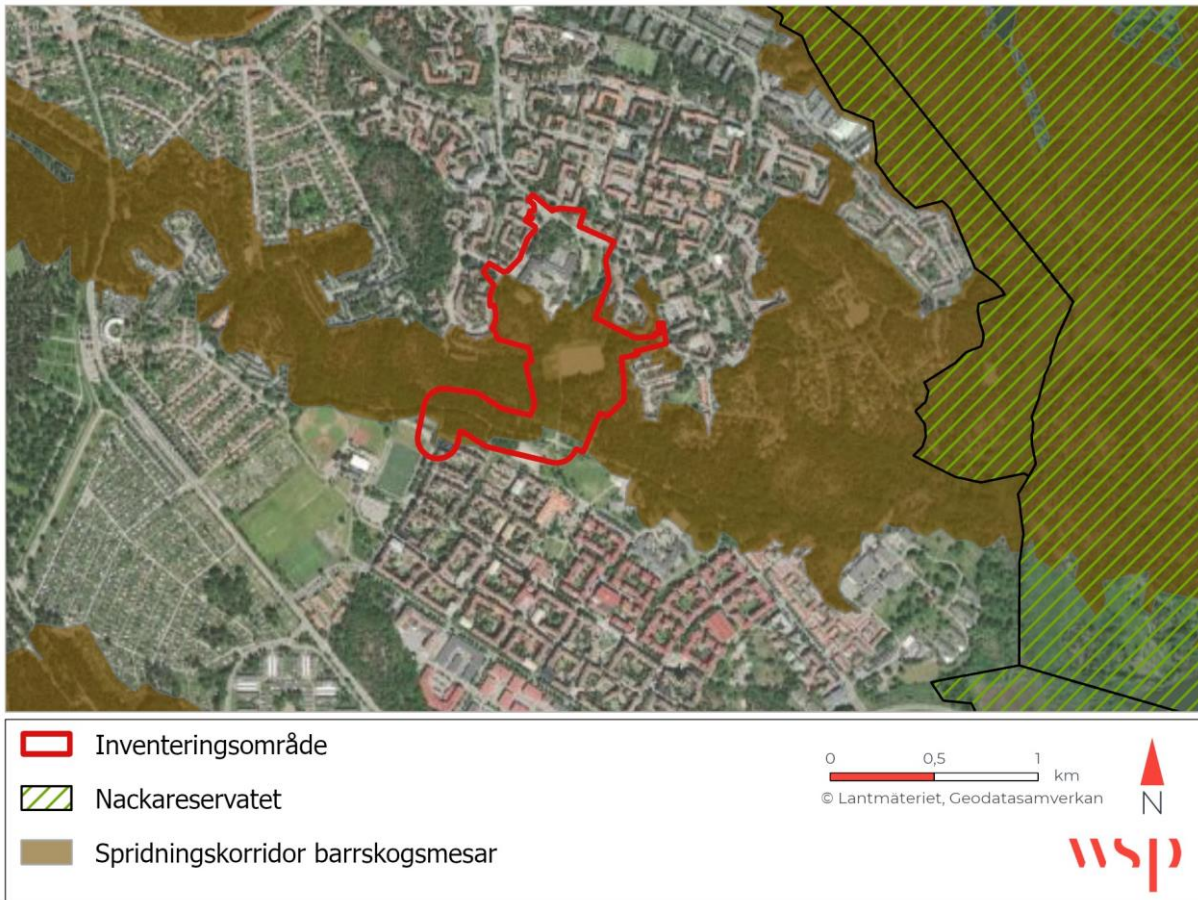 Inventeringsområde
Nackareservatet
Spridningskorridor barrskogsmesar
0 0,5 1
km
© Lantmäteriet, Geodatasamverkan
N
wsp